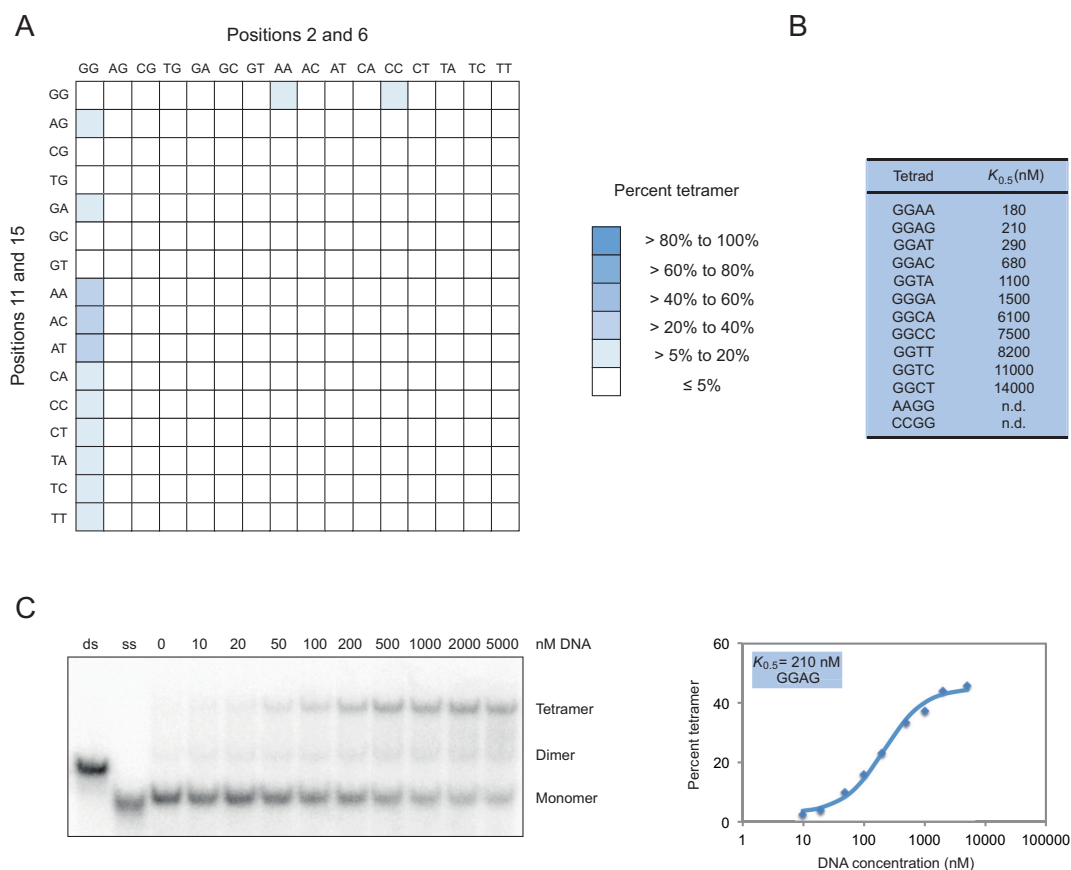 A
Positions 2 and 6
GG AG CG TG GA GC GT AA AC AT CA CC CT TA TC TT
Positions 11 and 15
GG
AG
CG
TG
GA
GC
GT
AA
AC
AT
CA
CC
CT
TA
TC
TT
Percent tetramer
> 80% to 100%
> 60% to 80%
> 40% to 60%
> 20% to 40%
> 5% to 20%
≤ 5%
B
Tetrad K0.5(nM)
GGAA 180
GGAG 210
GGAT 290
GGAC 680
GGTA 1100
GGGA 1500
GGCA 6100
GGCC 7500
GGTT 8200
GGTC 11000
GGCT 14000
AAGG n.d.
CCGG n.d.
C
ds ss 0 10 20 50 100 200 500 1000 2000 5000 nM DNA
Tetramer
Dimer
Monomer
Percent tetramer
60
40
20
0
K0.5= 210 nM
GGAG
1 10 100 1000 10000 100000
DNA concentration (nM)